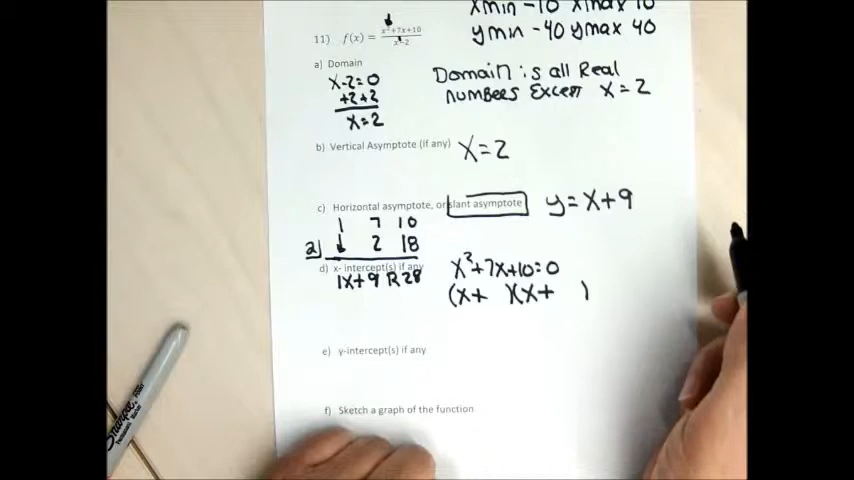 xmin -10 xmax 10
ymin -40 ymax 40
11) f(x) = x²+7x+10 / x-2
a) Domain
x-2=0
+2 +2
x=2
Domain is all Real
numbers Except x=2
b) Vertical Asymptote (if any) x=2
c) Horizontal asymptote, or slant asymptote y=x+9
1 7 10
2| ↓ 2 18
1x+9 R28
d) x- intercept(s) if any
x²+7x+10=0
(x+ )(x+ )
e) y-intercept(s) if any
f) Sketch a graph of the function
Sharpie